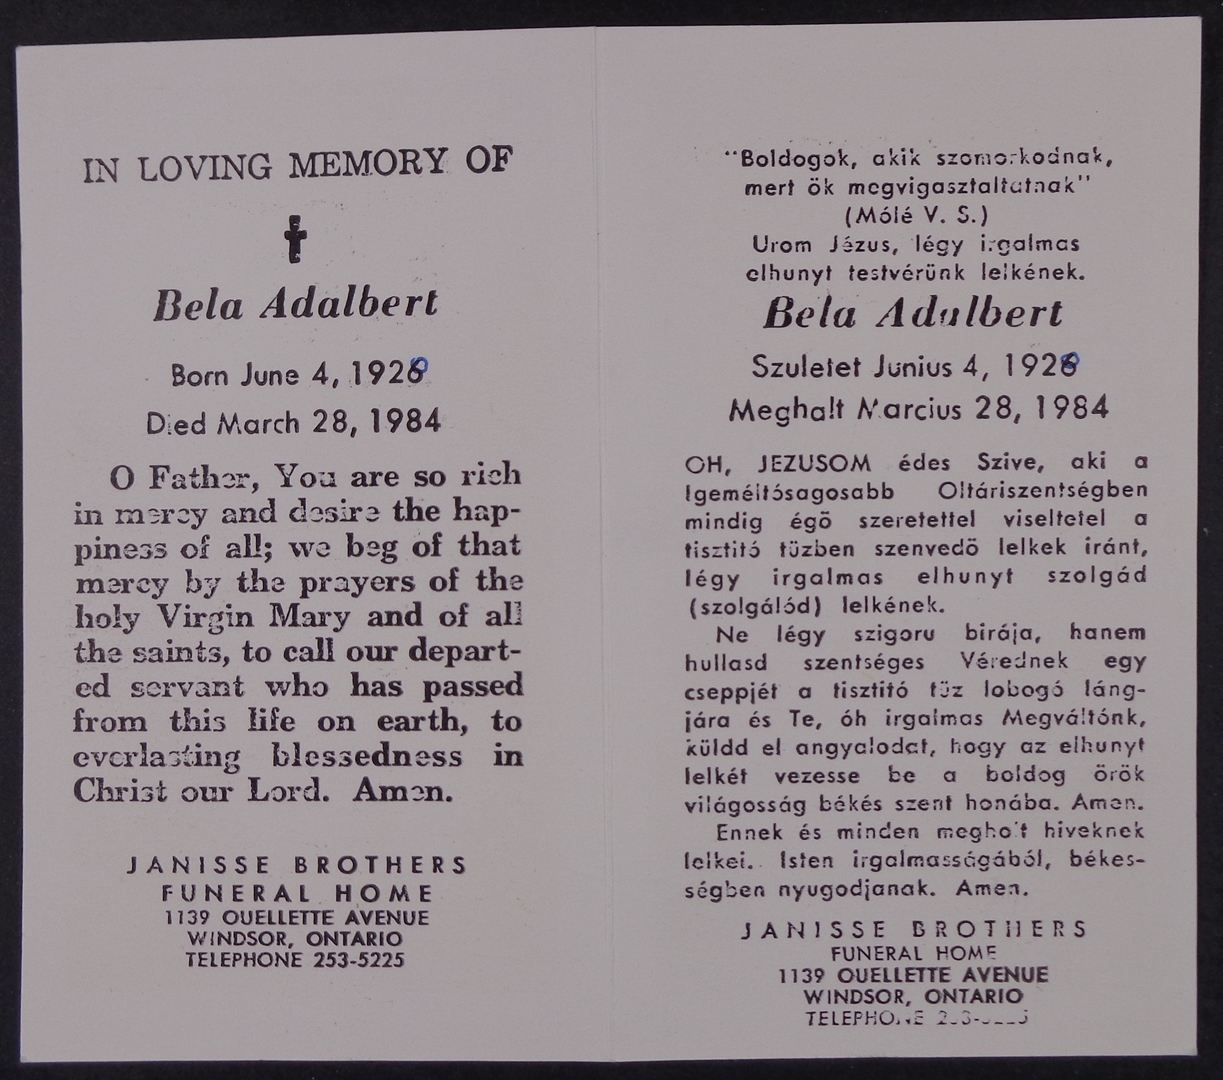 IN LOVING MEMORY OF
Bela Adalbert
Born June 4, 1928
Died March 28, 1984
O Father, You are so rich
in mercy and desire the hap-
piness of all; we beg of that
mercy by the prayers of the
holy Virgin Mary and of all
the saints, to call our depart-
ed servant who has passed
from this life on earth, to
everlasting blessedness in
Christ our Lord. Amen.
JANISSE BROTHERS
FUNERAL HOME
1139 OUELLETTE AVENUE
WINDSOR, ONTARIO
TELEPHONE 253-5225
"Boldogok, akik szomorkodnak,
mert ök megvigasztaltatnak"
(Mólé V. S.)
Urom Jézus, légy irgalmas
elhunyt testvérünk lelkének.
Bela Adalbert
Szuletet Junius 4, 1928
Meghalt Marcius 28, 1984
OH, JEZUSOM édes Szive, aki a
lgeméltósagosabb Oltáriszentségben
mindig égö szeretettel viseltetel a
tisztitó tüzben szenvedö lelkek iránt,
légy irgalmas elhunyt szolgád
(szolgálód) lelkének.
Ne légy szigoru birája, hanem
hullasd szentséges Vérednek egy
cseppjét a tisztitó tüz lobogó láng-
jára és Te, óh irgalmas Megváltónk,
küldd el angyalodat, hogy az elhunyt
lelkét vezesse be a boldog örök
világosság békés szent honába. Amen.
Ennek és minden megholt hiveknek
lelkei. Isten irgalmasságából, békes-
ségben nyugodjanak. Amen.
JANISSE BROTHERS
FUNERAL HOME
1139 OUELLETTE AVENUE
WINDSOR, ONTARIO
TELEPHONE